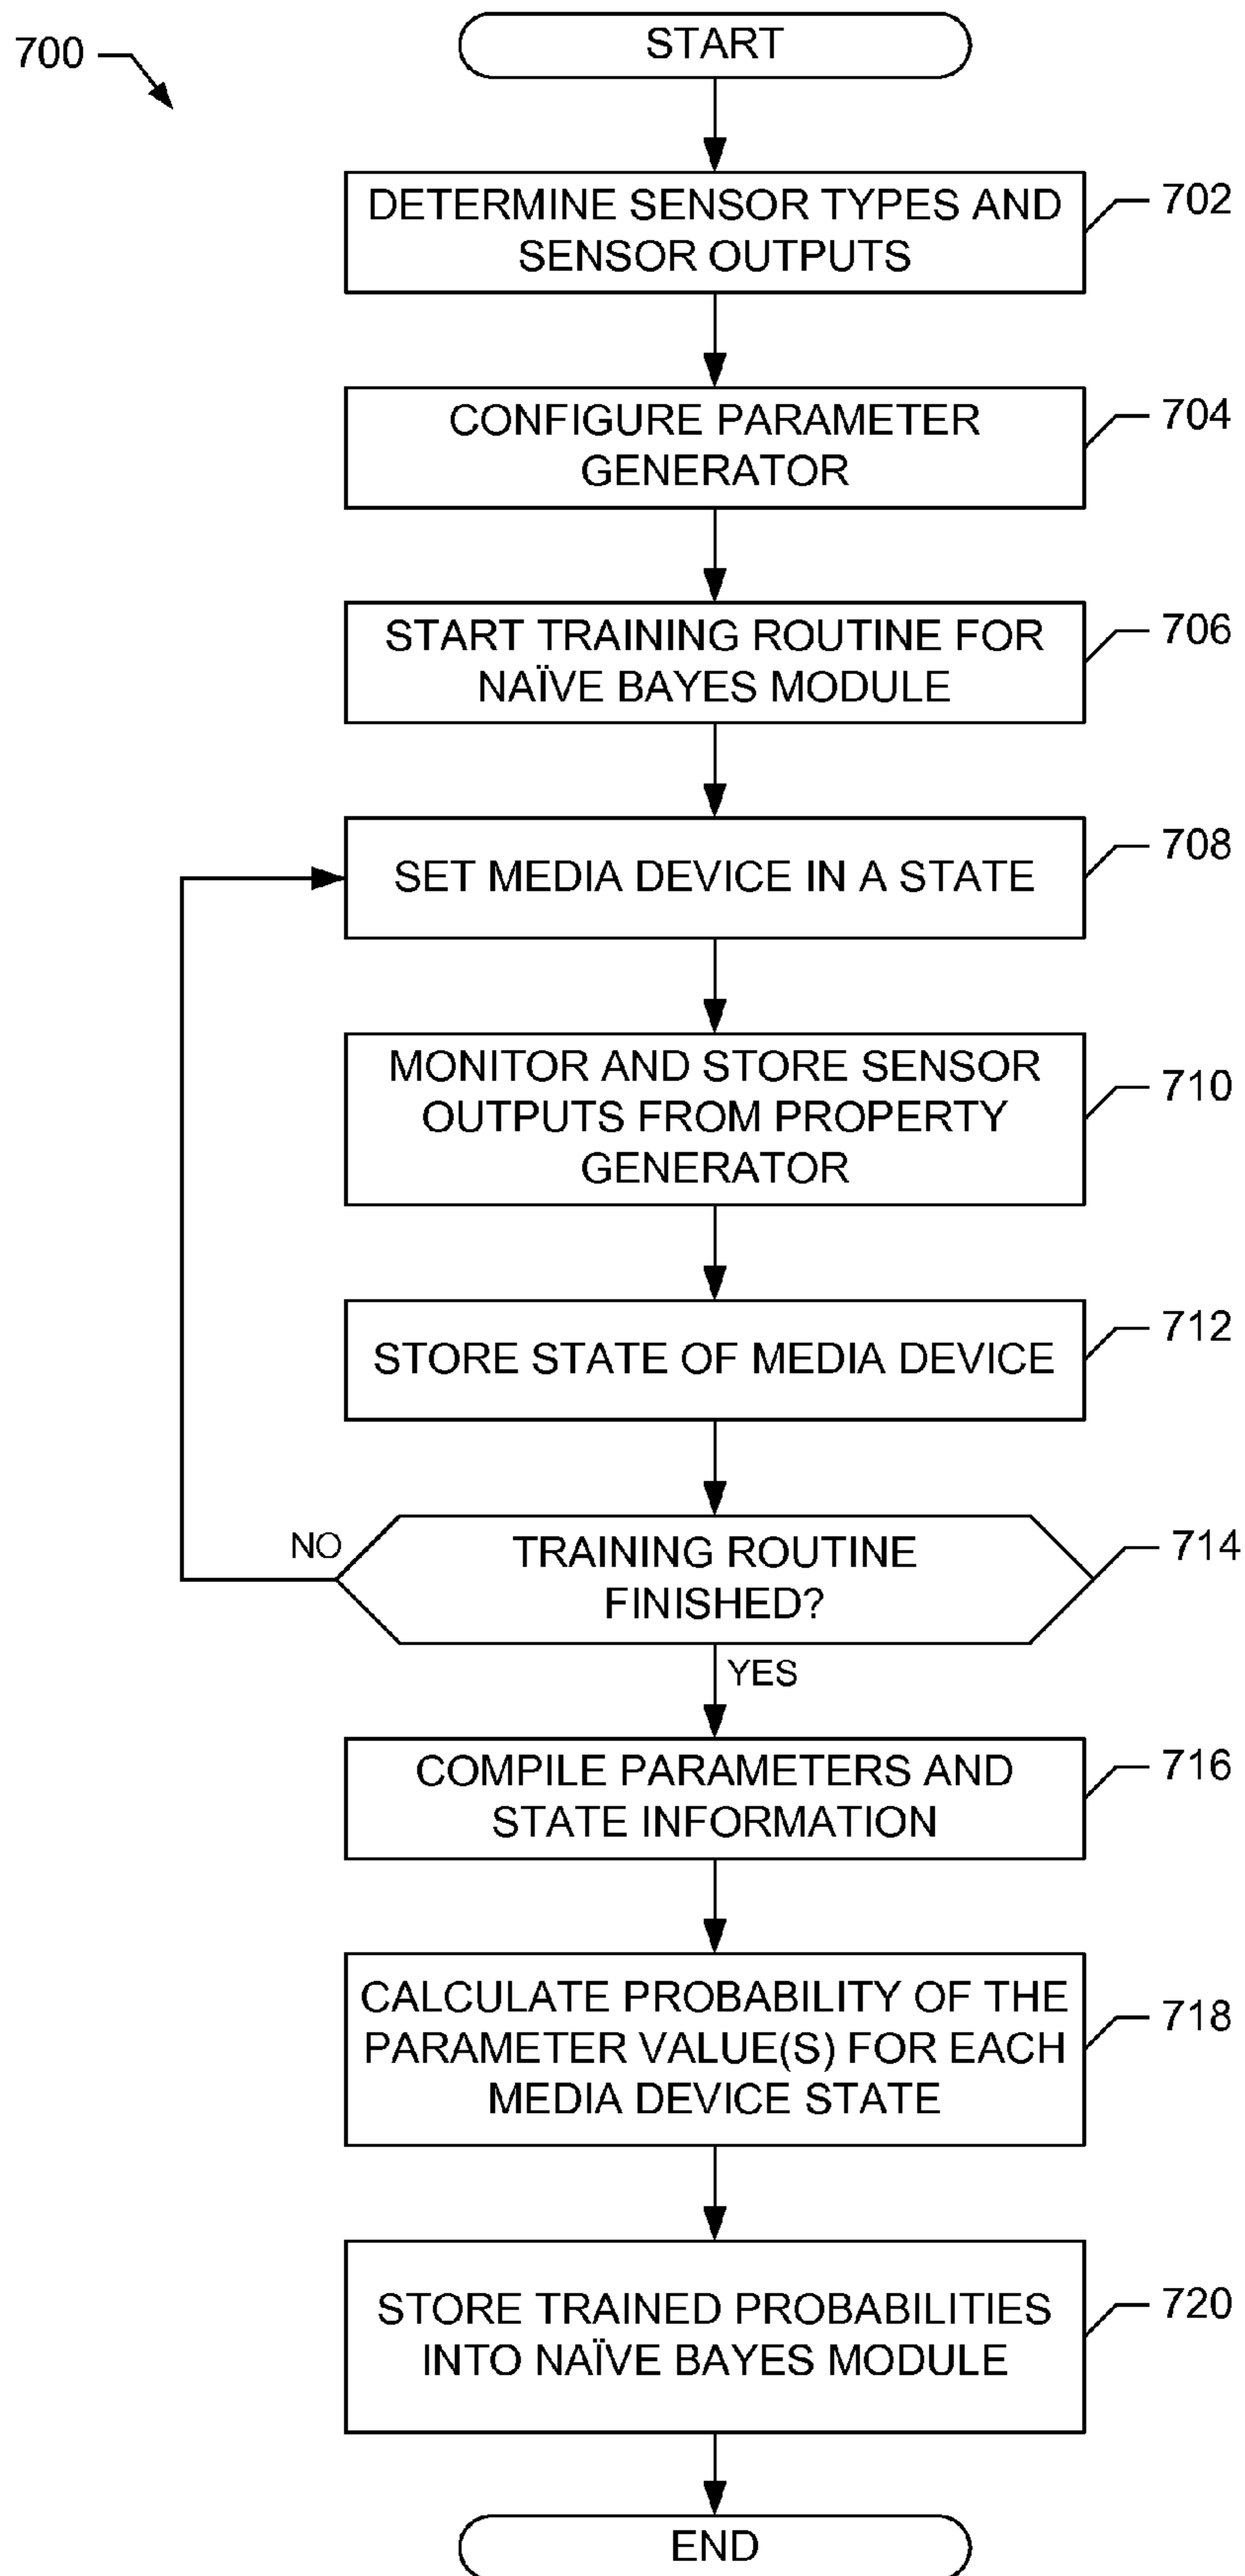 700
START
DETERMINE SENSOR TYPES AND
SENSOR OUTPUTS
702
CONFIGURE PARAMETER
GENERATOR
704
START TRAINING ROUTINE FOR
NAÏVE BAYES MODULE
706
SET MEDIA DEVICE IN A STATE
708
MONITOR AND STORE SENSOR
OUTPUTS FROM PROPERTY
GENERATOR
710
STORE STATE OF MEDIA DEVICE
712
NO
TRAINING ROUTINE
FINISHED?
714
YES
COMPILE PARAMETERS AND
STATE INFORMATION
716
CALCULATE PROBABILITY OF THE
PARAMETER VALUE(S) FOR EACH
MEDIA DEVICE STATE
718
STORE TRAINED PROBABILITIES
INTO NAÏVE BAYES MODULE
720
END